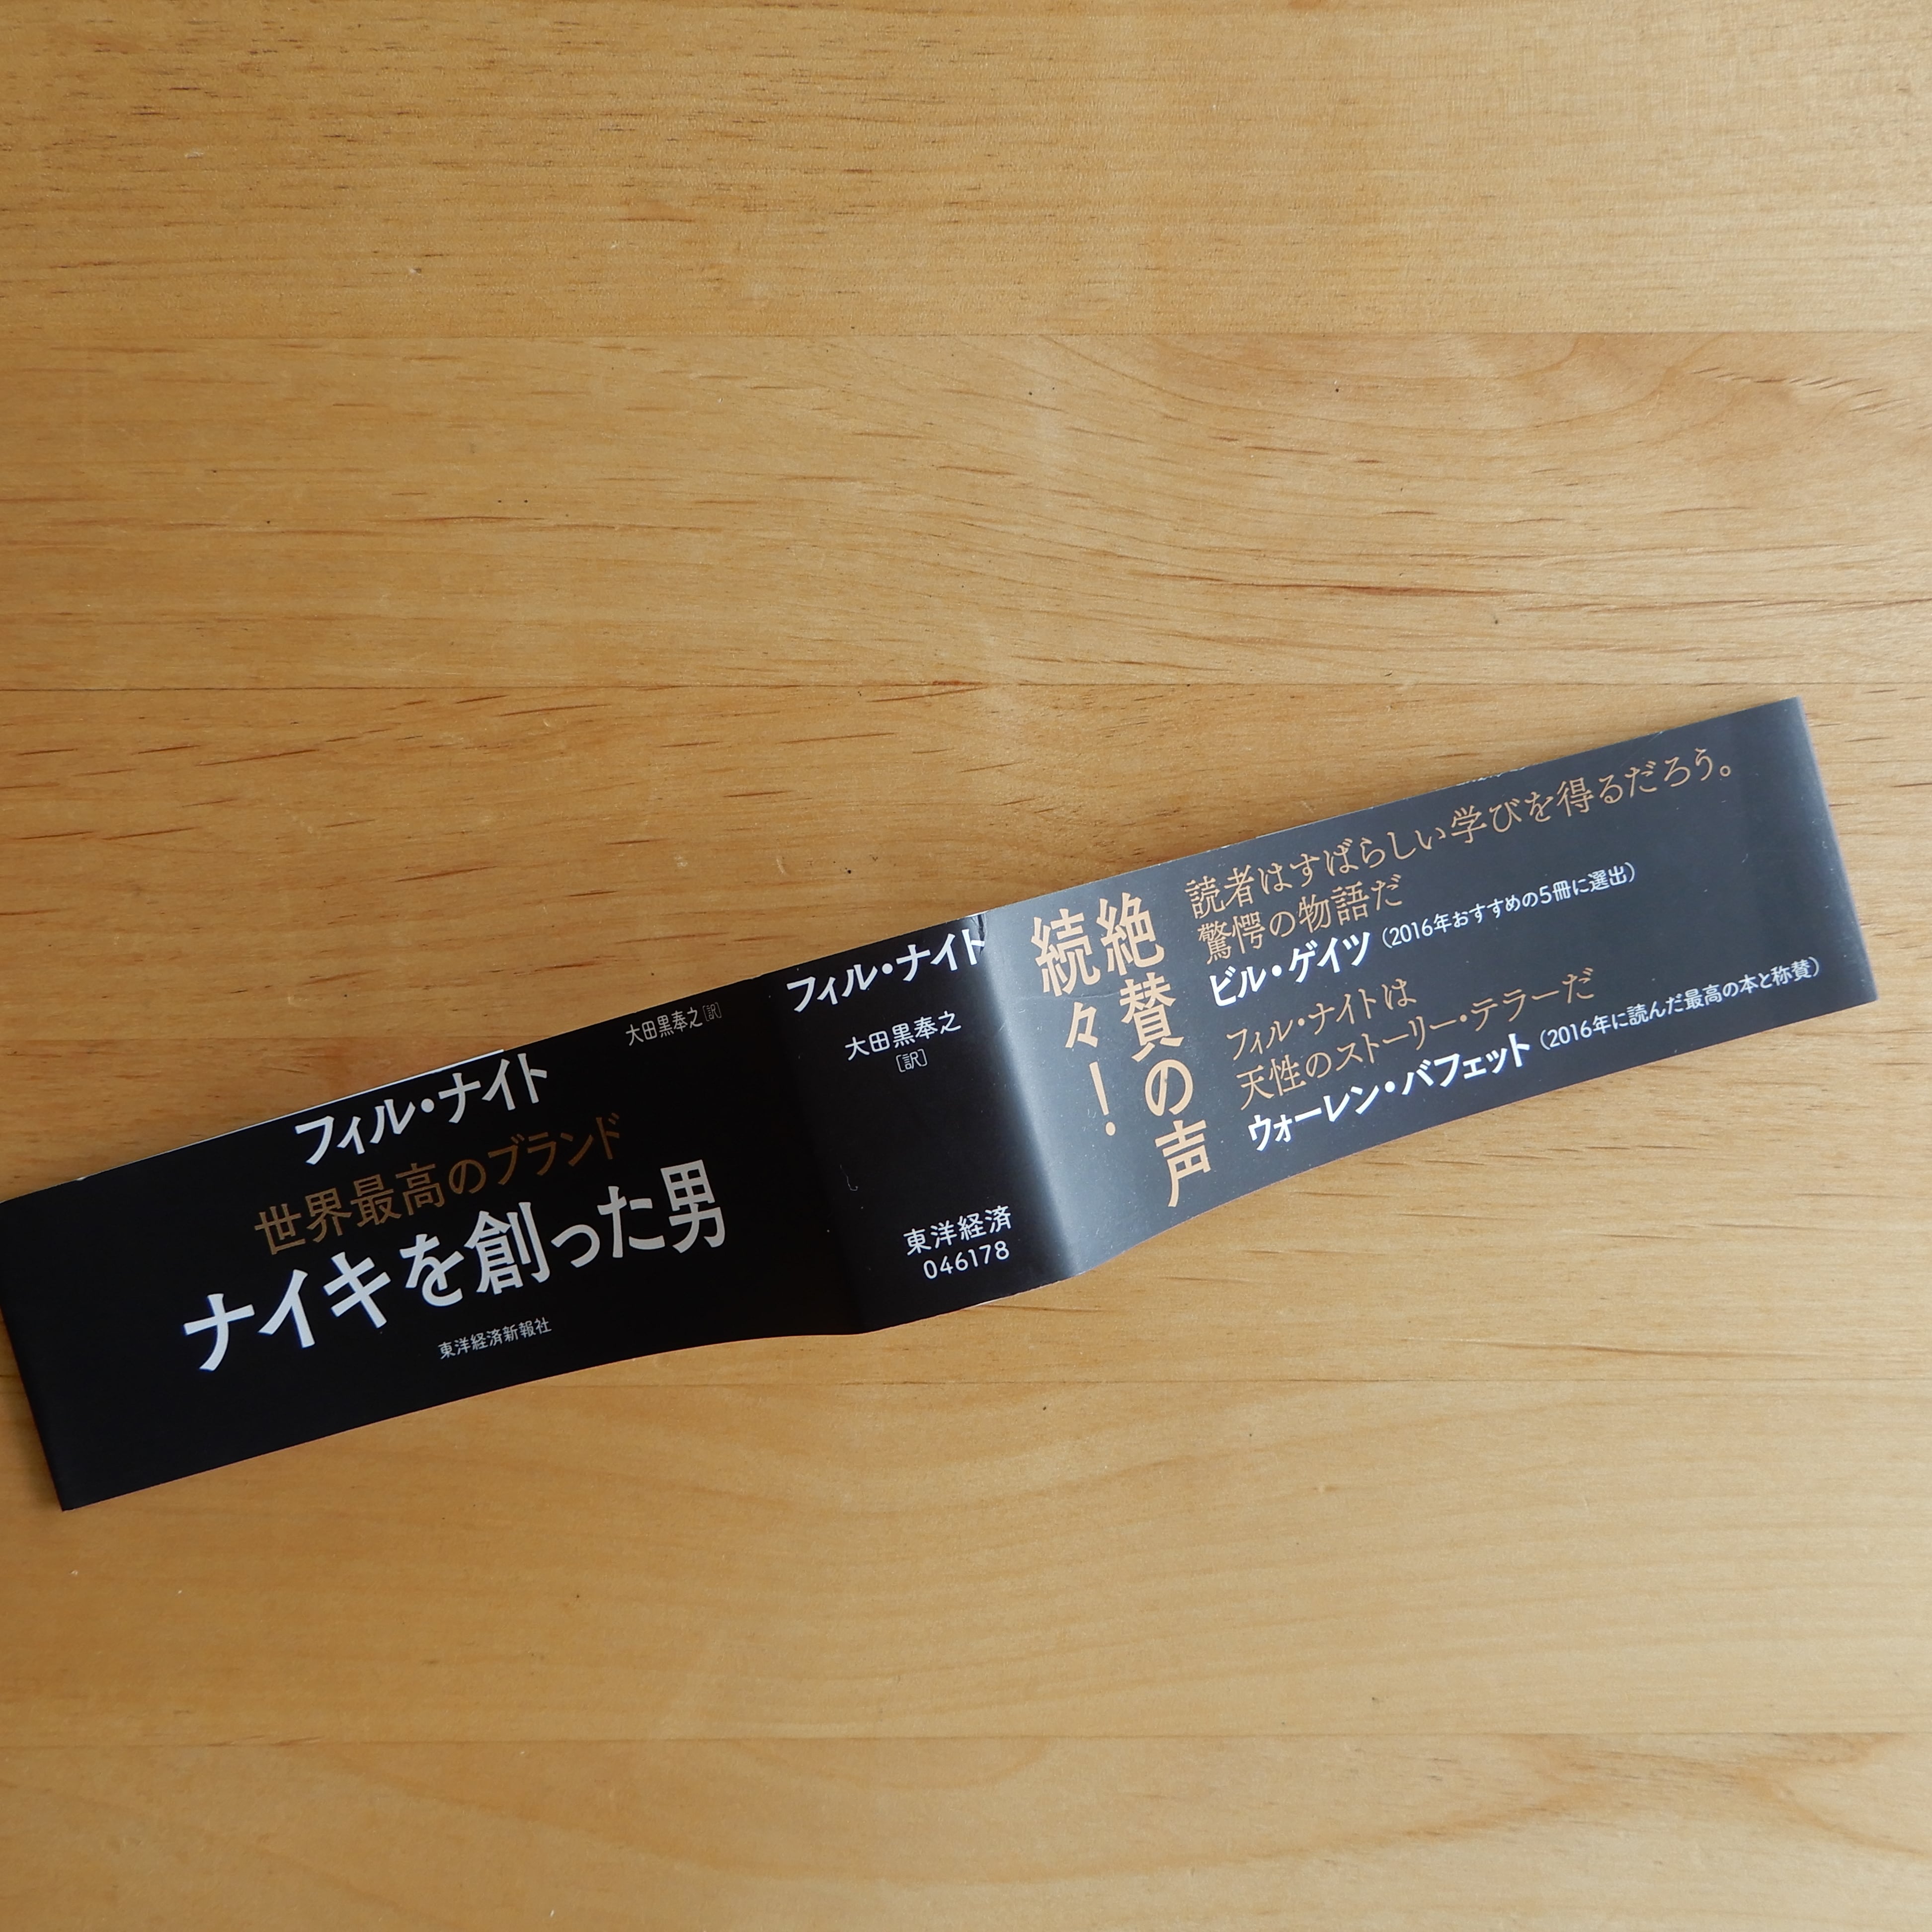 フィル・ナイト
大田黒奉之[訳]
世界最高のブランド
ナイキを創った男
東洋経済新報社
フィル・ナイト
大田黒奉之
[訳]
東洋経済
046178
絶賛の声
続々!
読者はすばらしい学びを得るだろう。
驚愕の物語だ
ビル・ゲイツ(2016年おすすめの5冊に選出)
フィル・ナイトは
天性のストーリー・テラーだ
ウォーレン・バフェット(2016年に読んだ最高の本と称賛)